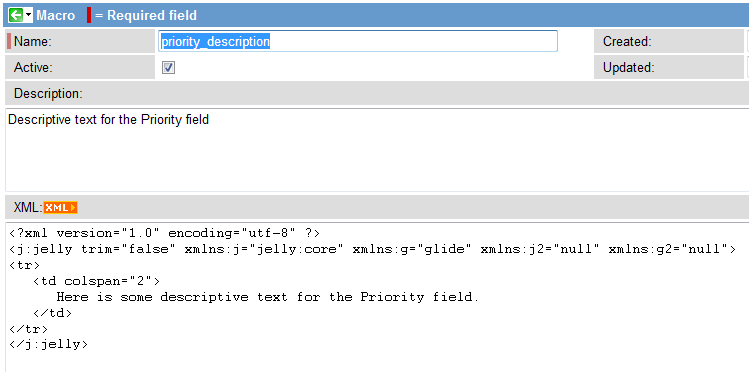 Macro = Required field
Name: priority_description Created:
Active: Updated:
Description:
Descriptive text for the Priority field
XML: XML
<?xml version="1.0" encoding="utf-8" ?>
<j:jelly trim="false" xmlns:j="jelly:core" xmlns:g="glide" xmlns:j2="null" xmlns:g2="null">
<tr>
<td colspan="2">
Here is some descriptive text for the Priority field.
</td>
</tr>
</j:jelly>